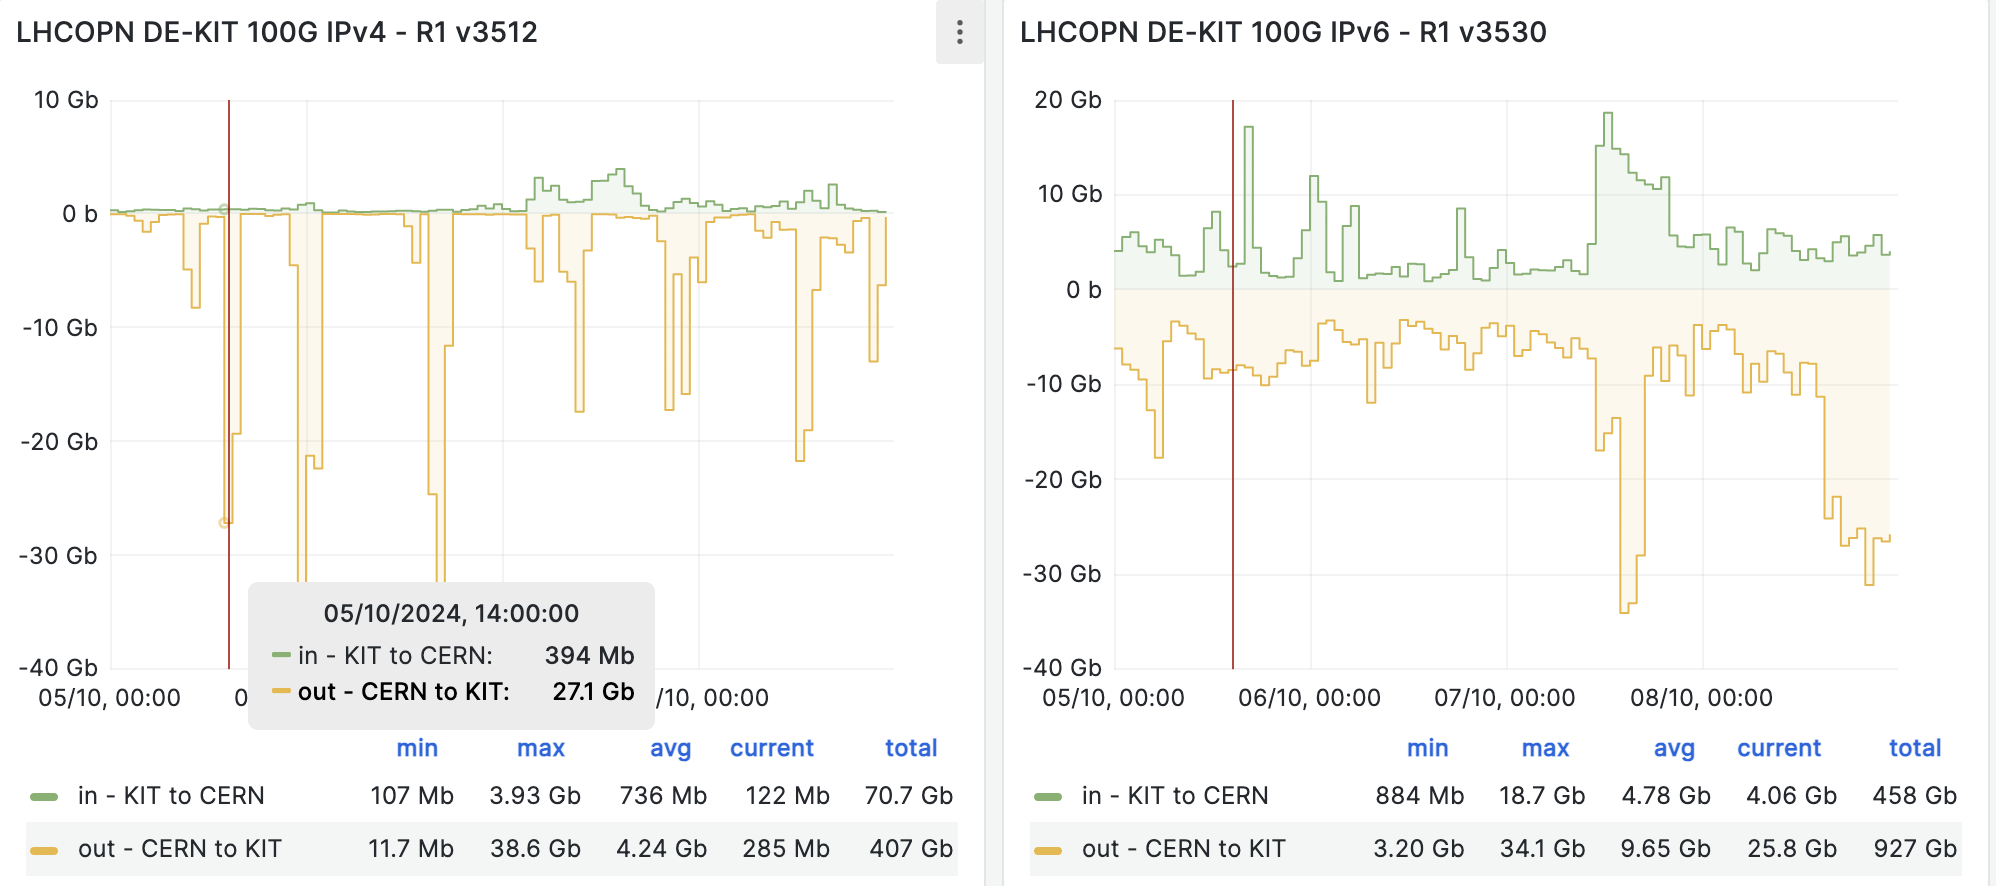 LHCOPN DE-KIT 100G IPv4 - R1 v3512
10 Gb
0 b
-10 Gb
-20 Gb
-30 Gb
-40 Gb
05/10, 00:00
0
/10, 00:00
05/10/2024, 14:00:00
in - KIT to CERN: 394 Mb
out - CERN to KIT: 27.1 Gb
min max avg current total
in - KIT to CERN 107 Mb 3.93 Gb 736 Mb 122 Mb 70.7 Gb
out - CERN to KIT 11.7 Mb 38.6 Gb 4.24 Gb 285 Mb 407 Gb
LHCOPN DE-KIT 100G IPv6 - R1 v3530
20 Gb
10 Gb
0 b
-10 Gb
-20 Gb
-30 Gb
-40 Gb
05/10, 00:00 06/10, 00:00 07/10, 00:00 08/10, 00:00
min max avg current total
in - KIT to CERN 884 Mb 18.7 Gb 4.78 Gb 4.06 Gb 458 Gb
out - CERN to KIT 3.20 Gb 34.1 Gb 9.65 Gb 25.8 Gb 927 Gb